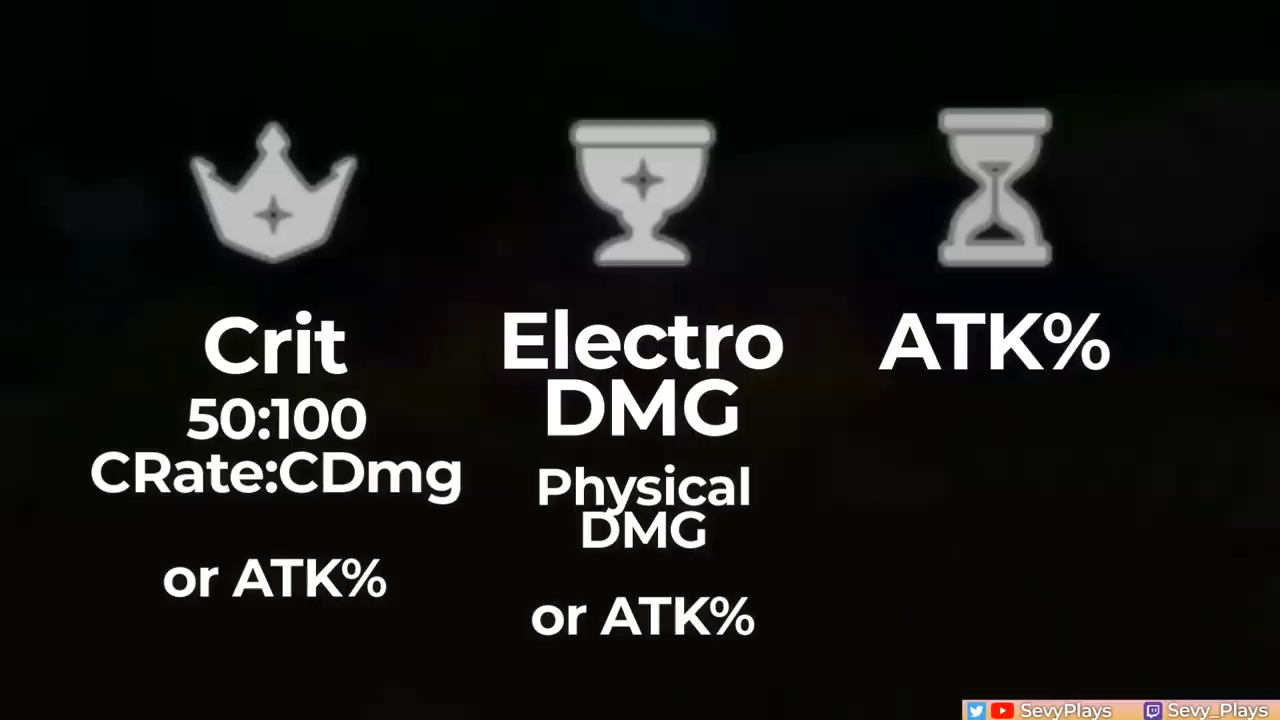 Crit
50:100
CRate:CDmg
or ATK%
Electro
DMG
Physical
DMG
or ATK%
ATK%
SevyPlays
Sevy_Plays